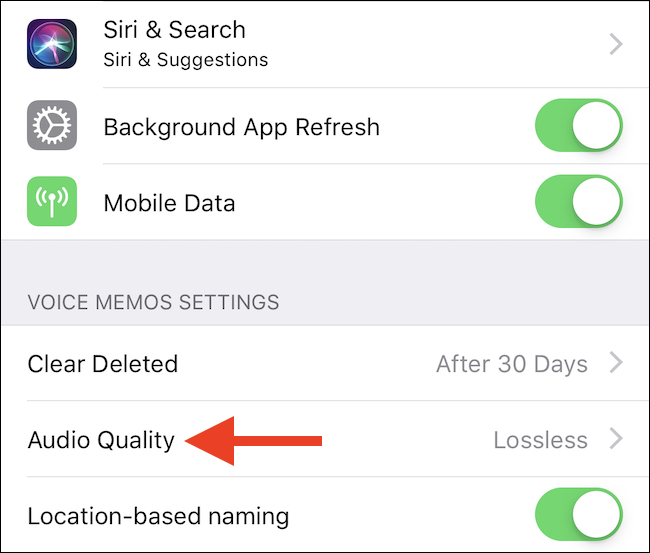 Siri & Search
Siri & Suggestions
Background App Refresh
Mobile Data
VOICE MEMOS SETTINGS
Clear Deleted After 30 Days
Audio Quality Lossless
Location-based naming